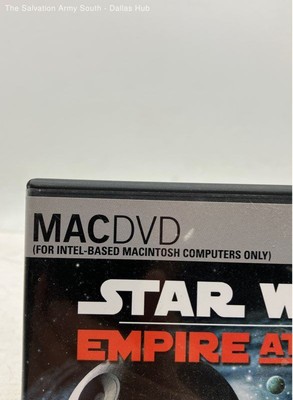 The Salvation Army South - Dallas Hub
MACDVD
(FOR INTEL-BASED MACINTOSH COMPUTERS ONLY)
STAR W
EMPIRE AT